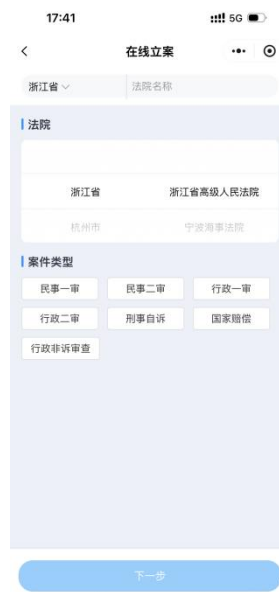 17:41 5G
在线立案
浙江省 法院名称
法院
浙江省 浙江省高级人民法院
杭州市 宁波海事法院
案件类型
民事一审 民事二审 行政一审
行政二审 刑事自诉 国家赔偿
行政非诉审查
下一步